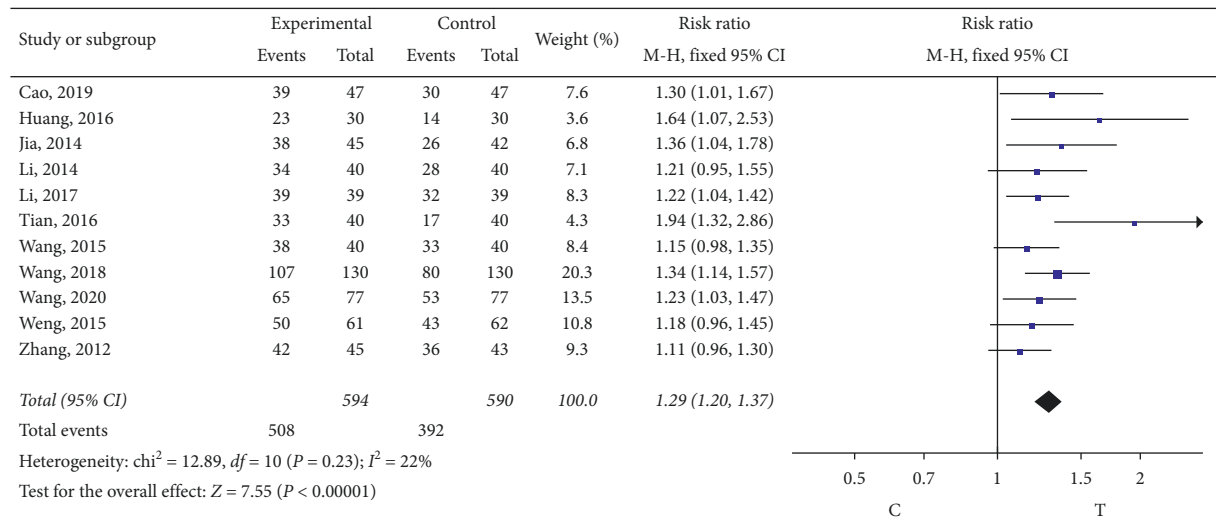 Study or subgroup Experimental Control Weight (%) Risk ratio Risk ratio
Events Total Events Total M-H, fixed 95% CI M-H, fixed 95% CI
Cao, 2019 39 47 30 47 7.6 1.30 (1.01, 1.67)
Huang, 2016 23 30 14 30 3.6 1.64 (1.07, 2.53)
Jia, 2014 38 45 26 42 6.8 1.36 (1.04, 1.78)
Li, 2014 34 40 28 40 7.1 1.21 (0.95, 1.55)
Li, 2017 39 39 32 39 8.3 1.22 (1.04, 1.42)
Tian, 2016 33 40 17 40 4.3 1.94 (1.32, 2.86)
Wang, 2015 38 40 33 40 8.4 1.15 (0.98, 1.35)
Wang, 2018 107 130 80 130 20.3 1.34 (1.14, 1.57)
Wang, 2020 65 77 53 77 13.5 1.23 (1.03, 1.47)
Weng, 2015 50 61 43 62 10.8 1.18 (0.96, 1.45)
Zhang, 2012 42 45 36 43 9.3 1.11 (0.96, 1.30)
Total (95% CI) 594 590 100.0 1.29 (1.20, 1.37)
Total events 508 392
Heterogeneity: chi² = 12.89, df = 10 (P = 0.23); I² = 22%
Test for the overall effect: Z = 7.55 (P < 0.00001)
0.5 0.7 1 1.5 2
C T